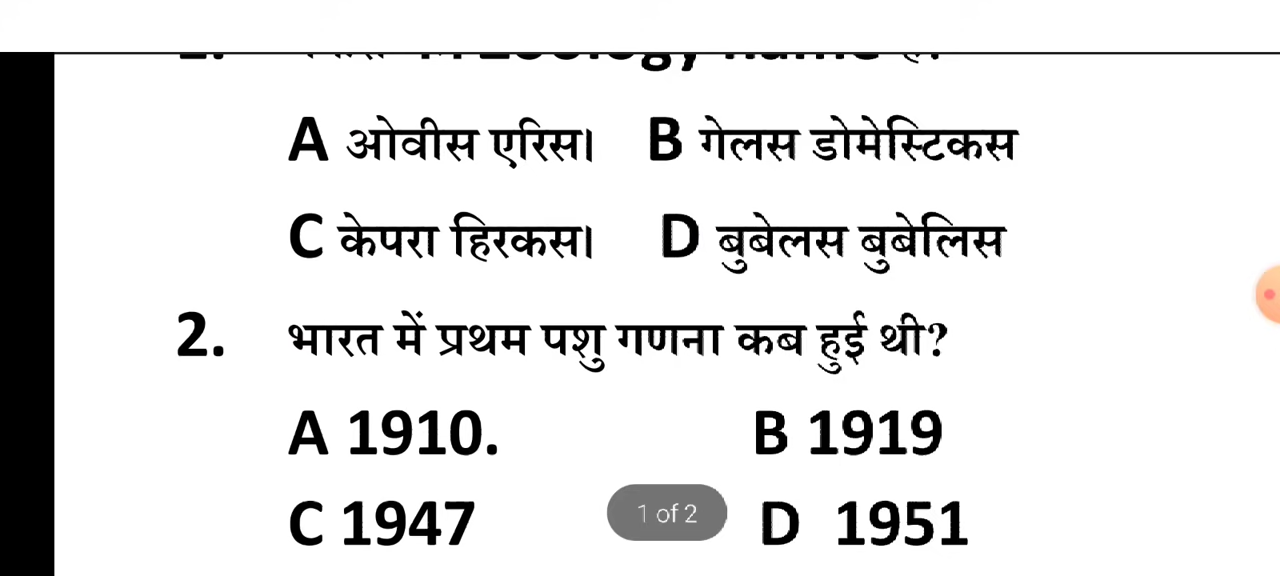 A ओवीस एरिस। B गेलस डोमेस्टिकस
C केपरा हिरकस। D बुबेलस बुबेलिस
2. भारत में प्रथम पशु गणना कब हुई थी?
A 1910. B 1919
C 1947 1 of 2 D 1951